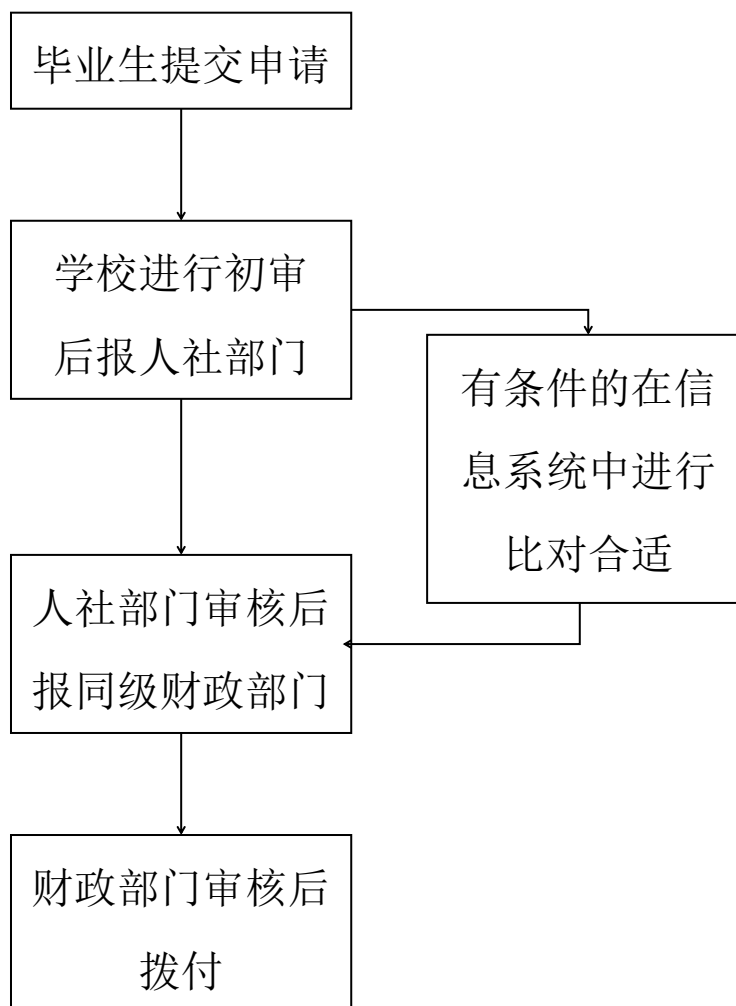 毕业生提交申请
学校进行初审
后报人社部门
有条件的在信
息系统中进行
比对合适
人社部门审核后
报同级财政部门
财政部门审核后
拨付